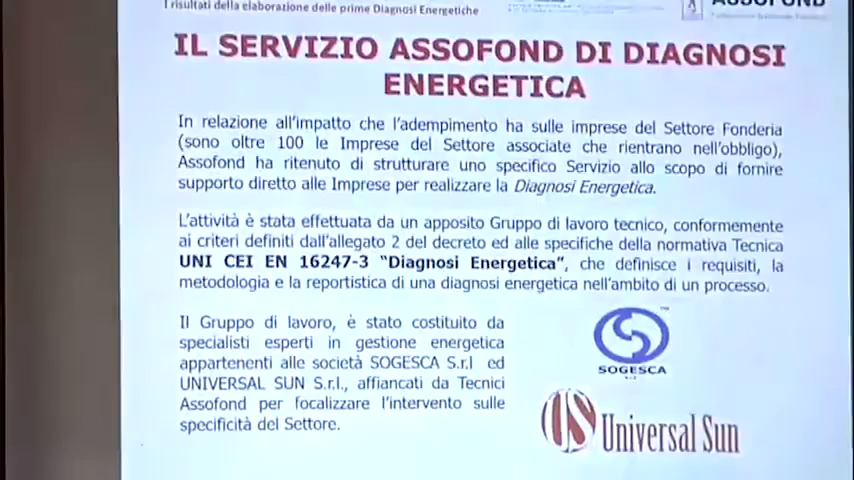 I risultati della elaborazione delle prime Diagnosi Energetiche
ASSOFOND
IL SERVIZIO ASSOFOND DI DIAGNOSI
ENERGETICA
In relazione all'impatto che l'adempimento ha sulle imprese del Settore Fonderia
(sono oltre 100 le Imprese del Settore associate che rientrano nell'obbligo),
Assofond ha ritenuto di strutturare uno specifico Servizio allo scopo di fornire
supporto diretto alle Imprese per realizzare la Diagnosi Energetica.
L'attività è stata effettuata da un apposito Gruppo di lavoro tecnico, conformemente
ai criteri definiti dall'allegato 2 del decreto ed alle specifiche della normativa Tecnica
UNI CEI EN 16247-3 "Diagnosi Energetica", che definisce i requisiti, la
metodologia e la reportistica di una diagnosi energetica nell'ambito di un processo.
Il Gruppo di lavoro, è stato costituito da
specialisti esperti in gestione energetica
appartenenti alle società SOGESCA S.r.l ed
UNIVERSAL SUN S.r.l., affiancati da Tecnici
Assofond per focalizzare l'intervento sulle
specificità del Settore.
TM
SOGESCA
US Universal Sun